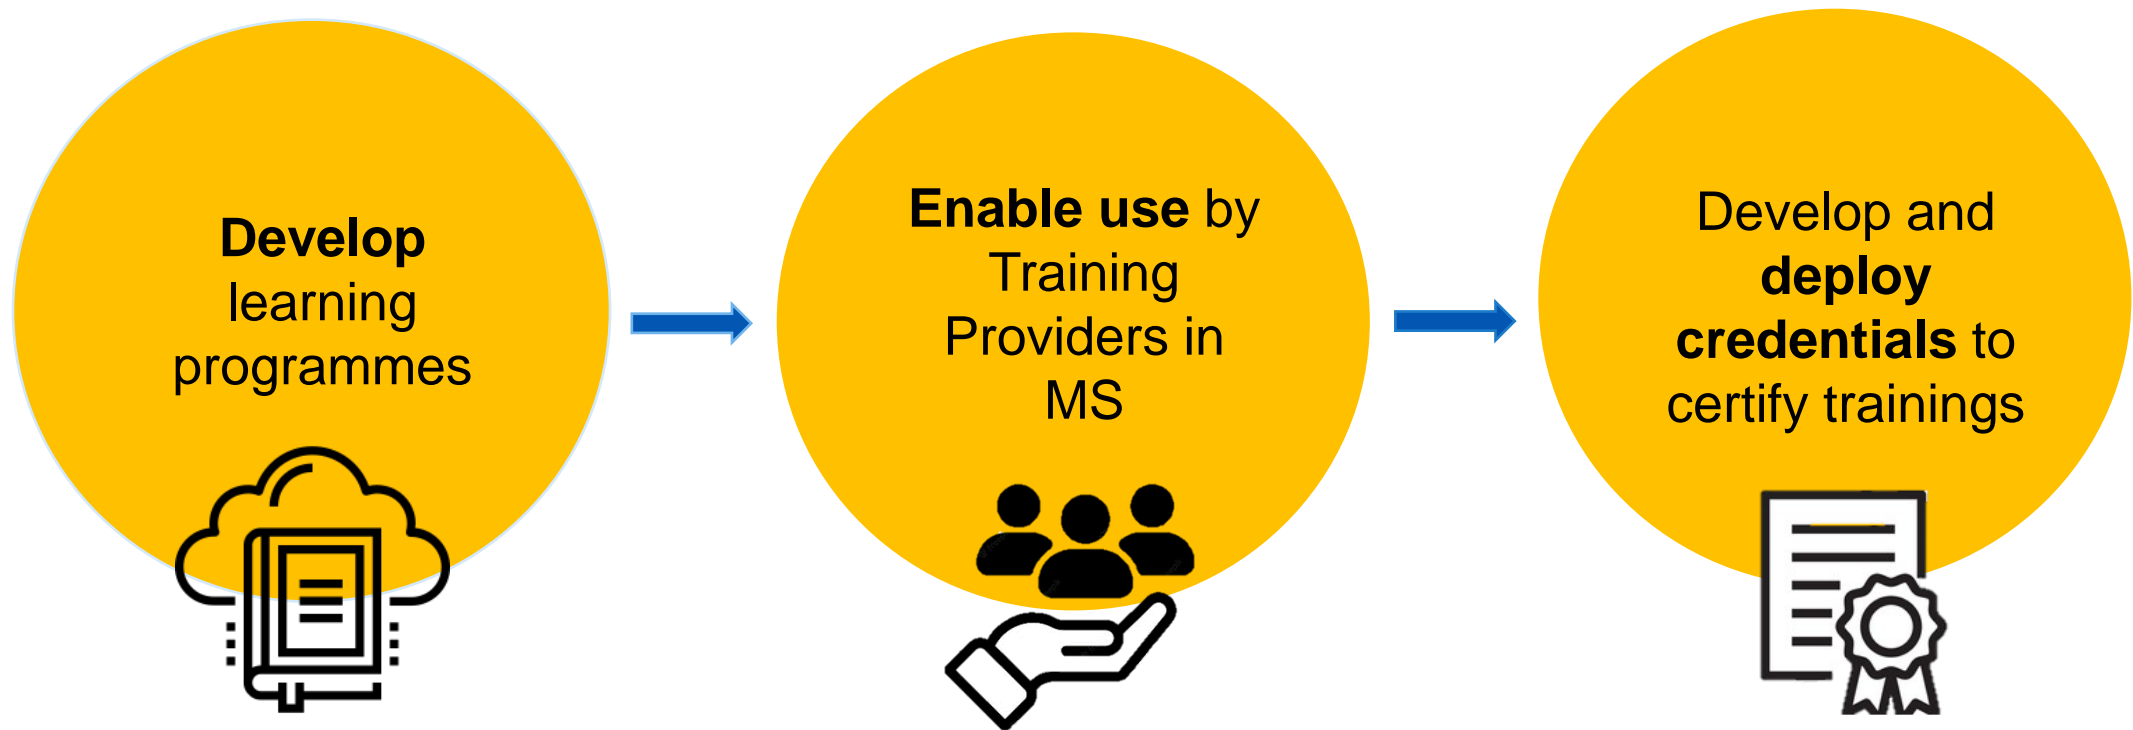 Develop
learning
programmes
Enable use by
Training
Providers in
MS
Develop and
deploy
credentials to
certify trainings